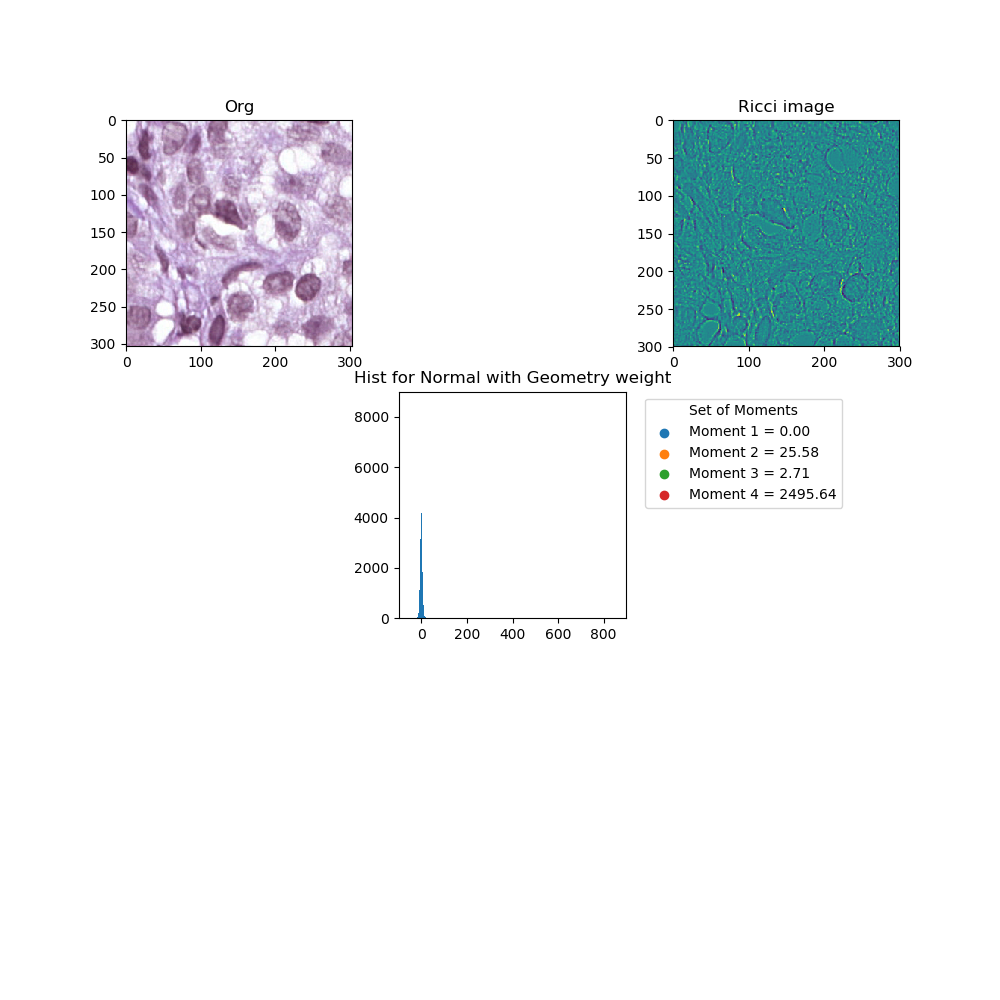 Org
0
50
100
150
200
250
300
0 100 200 300
Ricci image
0
50
100
150
200
250
300
0 100 200 300
Hist for Normal with Geometry weight
8000
6000
4000
2000
0
0 200 400 600 800
Set of Moments
Moment 1 = 0.00
Moment 2 = 25.58
Moment 3 = 2.71
Moment 4 = 2495.64